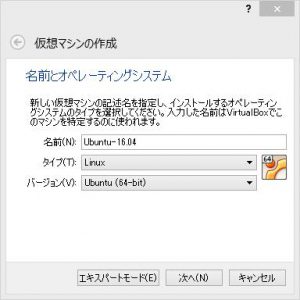 仮想マシンの作成
名前とオペレーティングシステム
新しい仮想マシンの記述名を指定し、インストールするオペレーティン
グシステムのタイプを選択してください。入力した名前はVirtualBoxでこ
のマシンを特定するのに使われます。
名前(N): Ubuntu-16.04
タイプ(T): Linux
64
バージョン(V): Ubuntu (64-bit)
エキスパートモード(E) 次へ(N) キャンセル